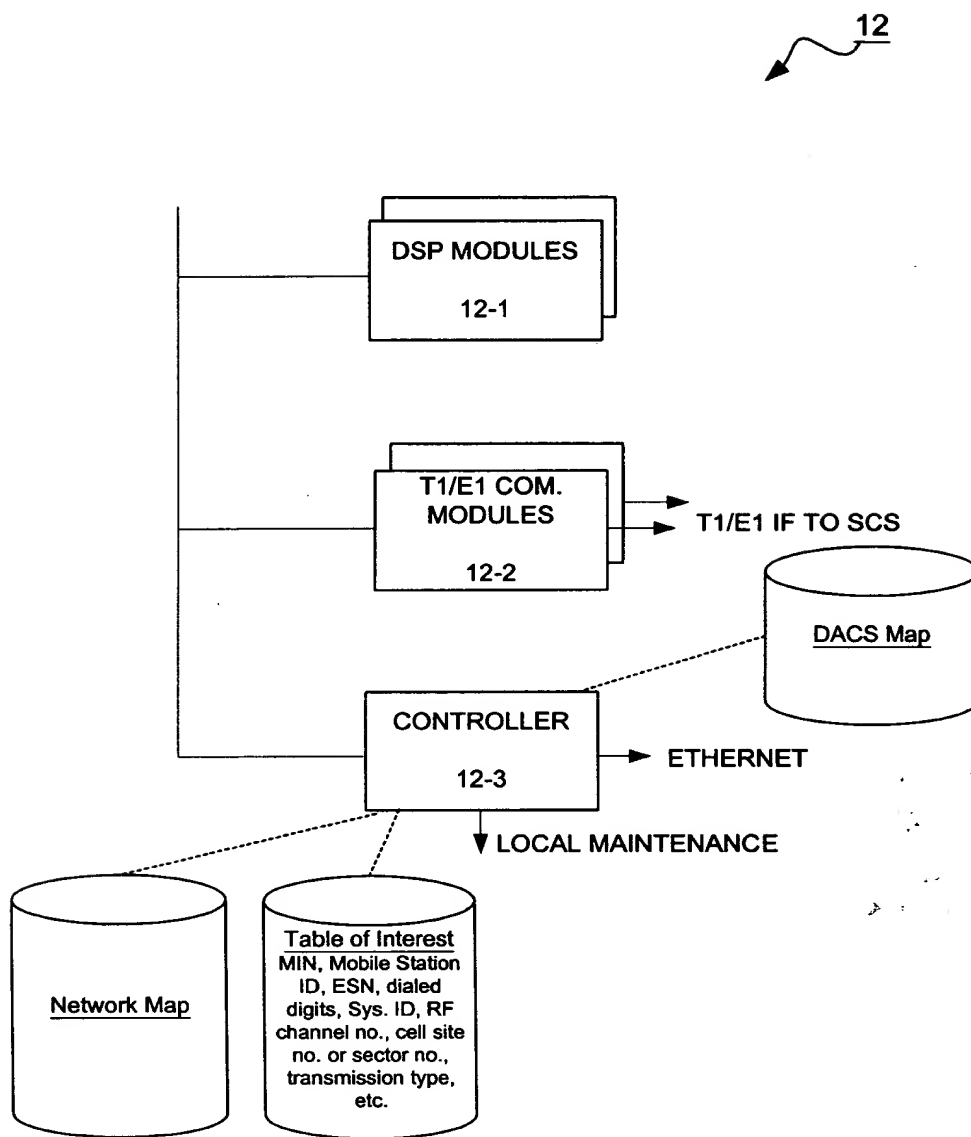 12
DSP MODULES
12-1
T1/E1 COM.
MODULES
12-2
T1/E1 IF TO SCS
DACS Map
CONTROLLER
12-3
ETHERNET
LOCAL MAINTENANCE
Network Map
Table of Interest
MIN, Mobile Station
ID, ESN, dialed
digits, Sys. ID, RF
channel no., cell site
no. or sector no.,
transmission type,
etc.